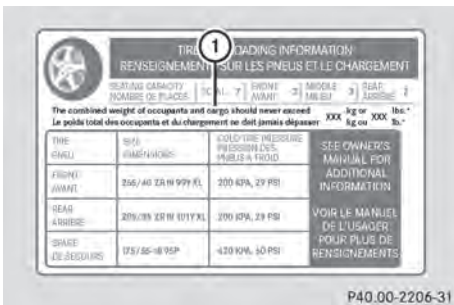 TIRE LOADING INFORMATION
1
RENSEIGNEMENTS SUR LES PNEUS ET LE CHARGEMENT
SEATING CAPACITY TOTAL 7 FRONT 2 MIDDLE 3 REAR 2
NOMBRE DE PLACES AVANT MILIEU ARRIÈRE
The combined weight of occupants and cargo should never exceed XXX kg or XXX lbs.*
Le poids total des occupants et du chargement ne doit jamais dépasser kg ou lb.*
TIRE SIZE COLD TIRE PRESSURE
PNEU DIMENSIONS PRESSION DES PNEUS À FROID
SEE OWNER'S
MANUAL FOR
ADDITIONAL
INFORMATION
FRONT
AVANT 200 KPA, 29 PSI
REAR
ARRIÈRE 200 KPA, 29 PSI
VOIR LE MANUEL
DE L'USAGER
POUR PLUS DE
RENSEIGNEMENTS
SPARE
DE SECOURS 420 KPA, 60 PSI
P40.00-2206-31